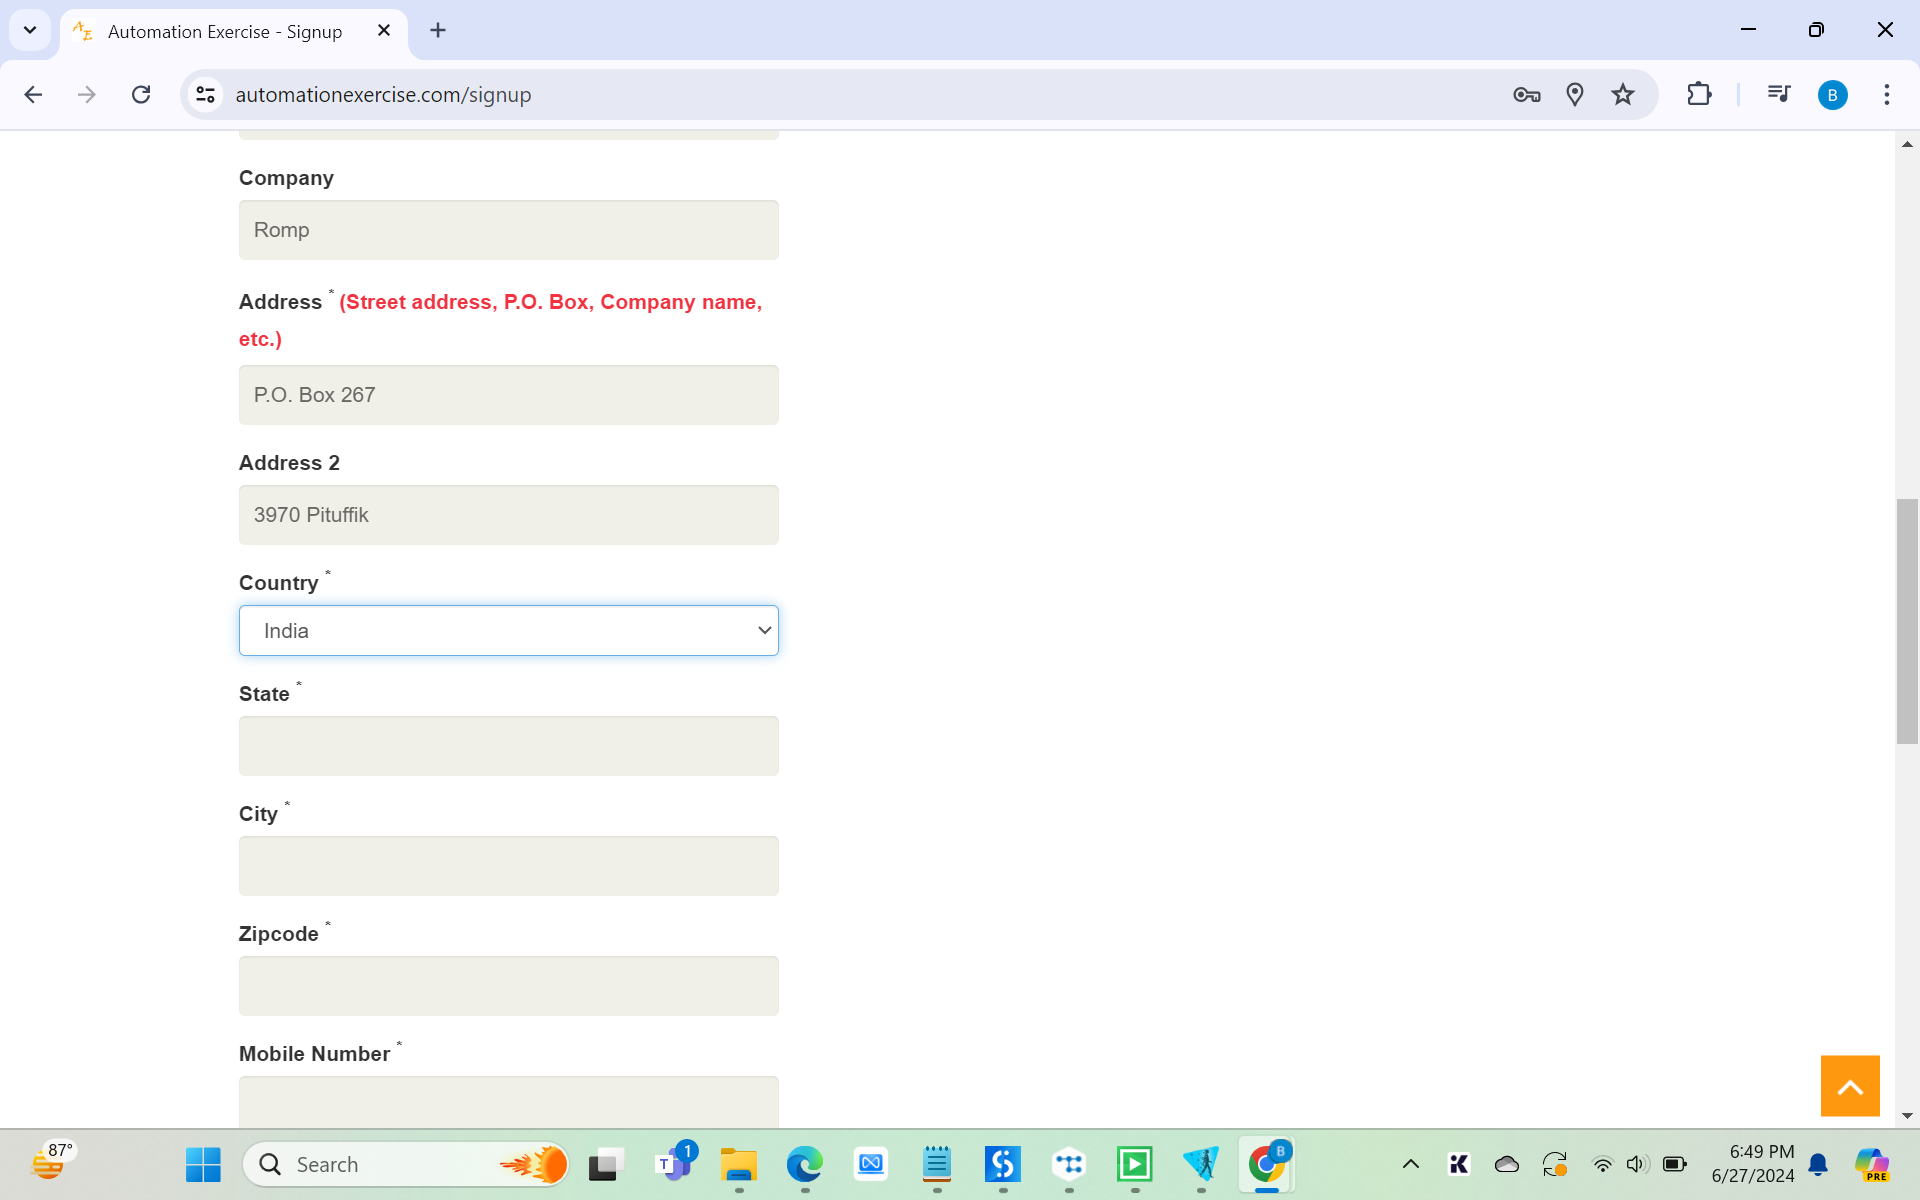 Automation Exercise - Signup
automationexercise.com/signup
B
Company
Romp
Address * (Street address, P.O. Box, Company name,
etc.)
P.O. Box 267
Address 2
3970 Pituffik
Country *
India
State *
City *
Zipcode *
Mobile Number *
87°
Search
T
1
B
K
6:49 PM
6/27/2024
PRE